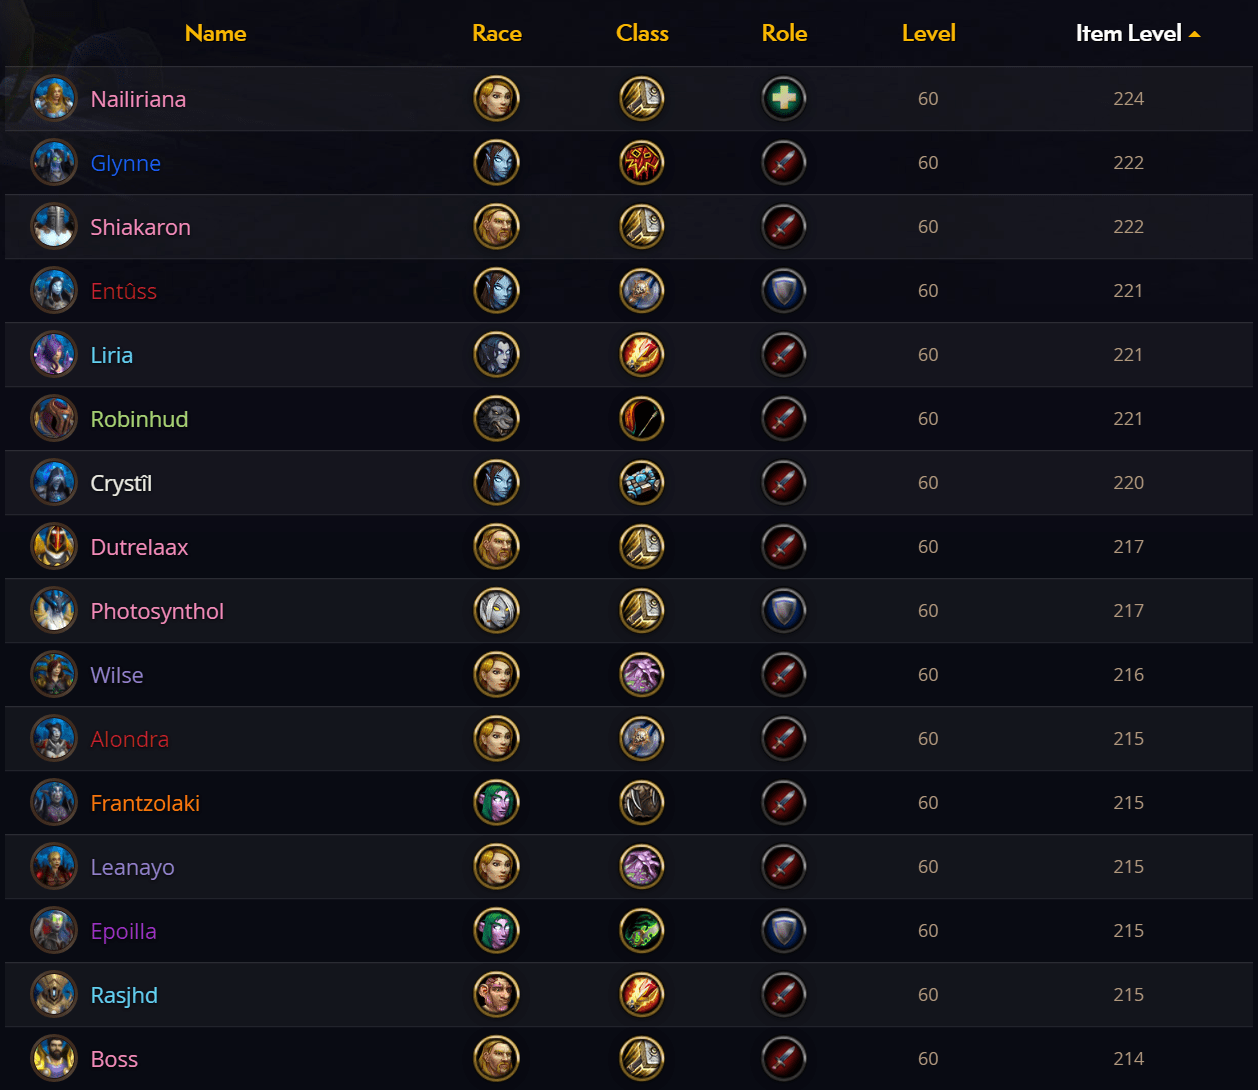 Name Race Class Role Level Item Level
Nailiriana 60 224
Glynne 60 222
Shiakaron 60 222
Entûss 60 221
Liria 60 221
Robinhud 60 221
Crystîl 60 220
Dutrelaax 60 217
Photosynthol 60 217
Wilse 60 216
Alondra 60 215
Frantzolaki 60 215
Leanayo 60 215
Epoilla 60 215
Rasjhd 60 215
Boss 60 214